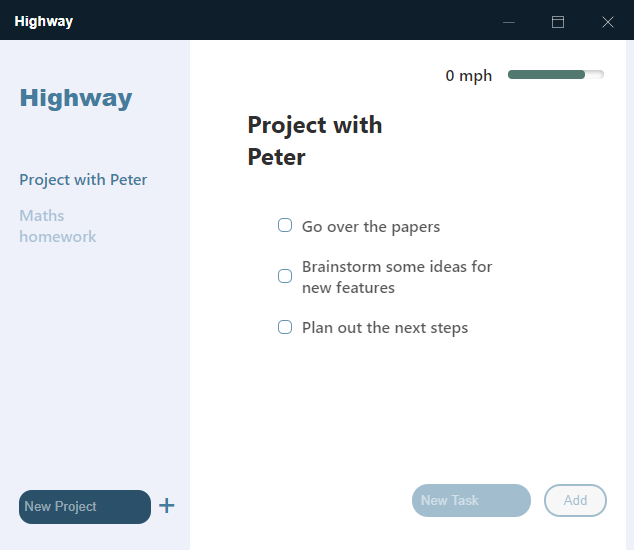 Highway
Highway
Project with Peter
Maths
homework
New Project
0 mph
Project with
Peter
Go over the papers
Brainstorm some ideas for
new features
Plan out the next steps
New Task
Add